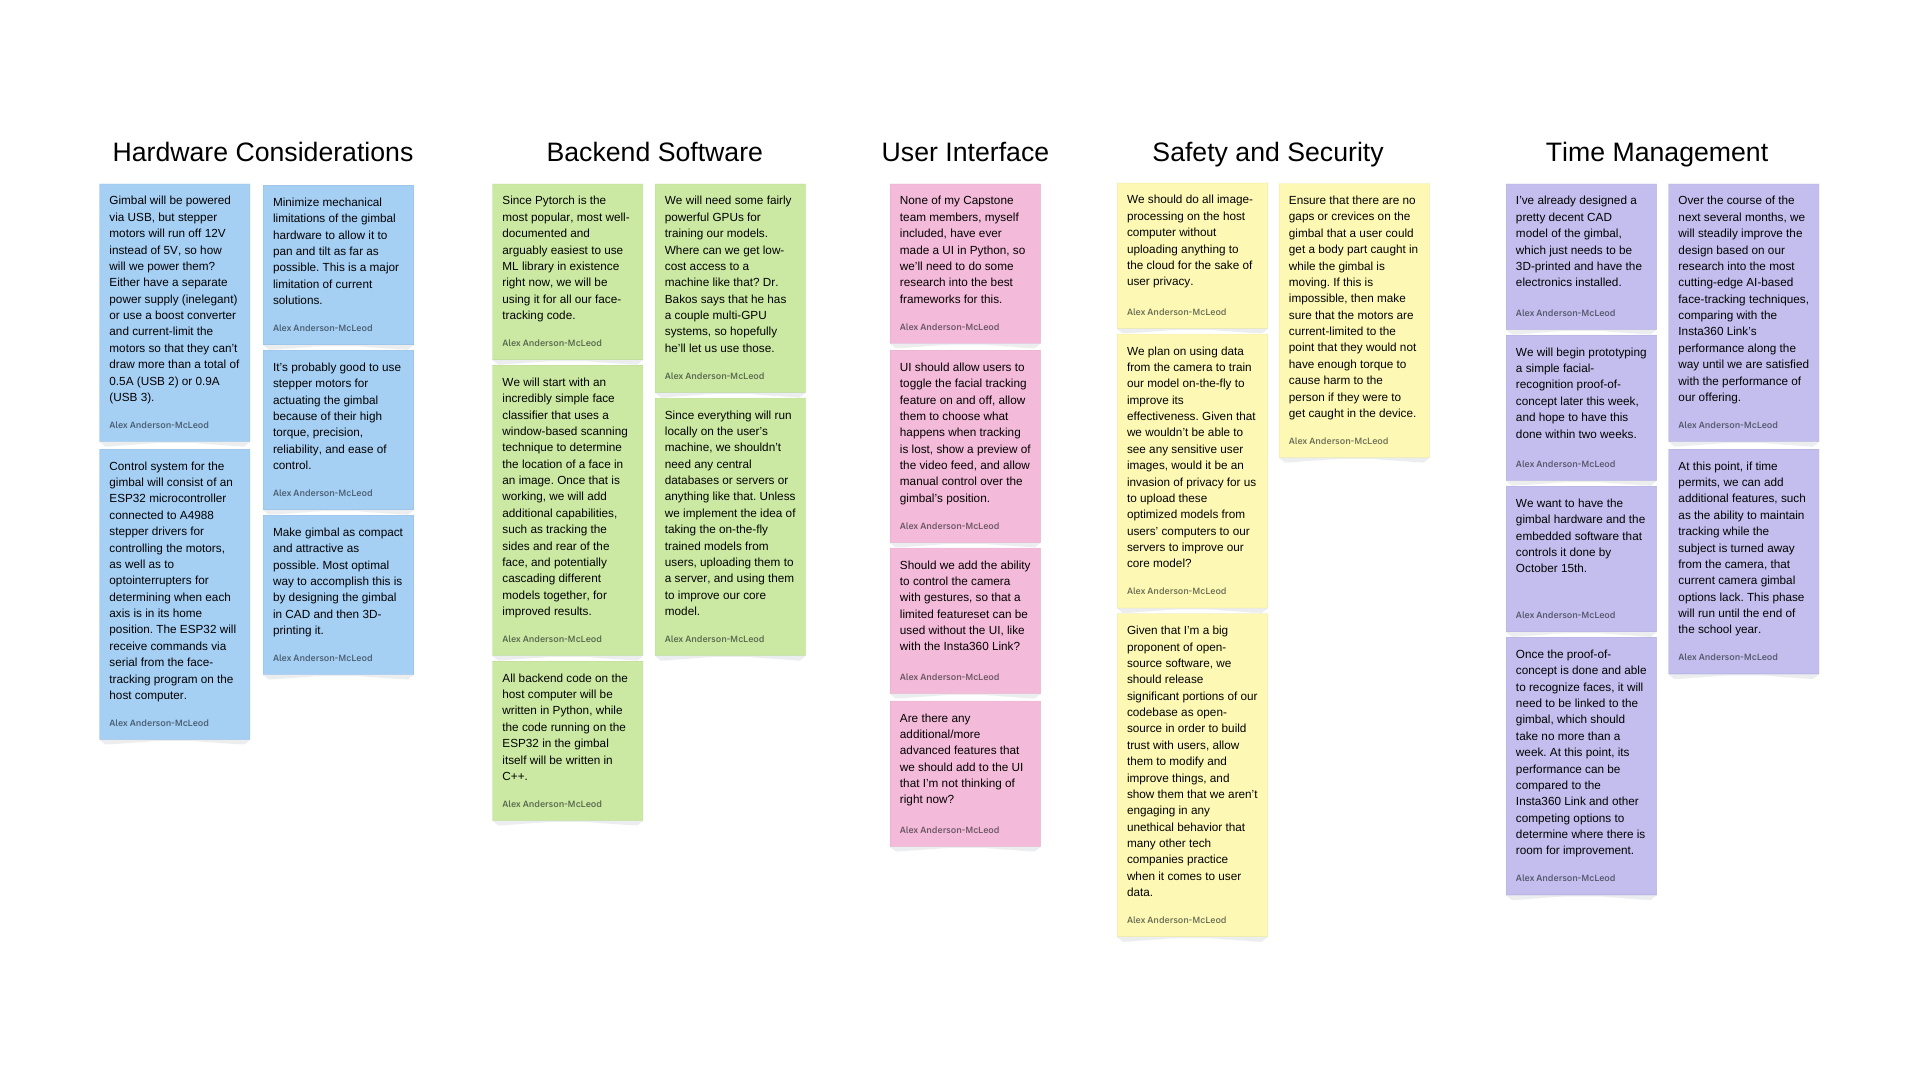 Hardware Considerations
Gimbal will be powered
via USB, but stepper
motors will run off 12V
instead of 5V, so how
will we power them?
Either have a separate
power supply (inelegant)
or use a boost converter
and current-limit the
motors so that they can't
draw more than a total of
0.5A (USB 2) or 0.9A
(USB 3).
Alex Anderson-McLeod
Control system for the
gimbal will consist of an
ESP32 microcontroller
connected to A4988
stepper drivers for
controlling the motors,
as well as to
optointerrupters for
determining when each
axis is in its home
position. The ESP32 will
receive commands via
serial from the face-
tracking program on the
host computer.
Alex Anderson-McLeod
Minimize mechanical
limitations of the gimbal
hardware to allow it to
pan and tilt as far as
possible. This is a major
limitation of current
solutions.
Alex Anderson-McLeod
It's probably good to use
stepper motors for
actuating the gimbal
because of their high
torque, precision,
reliability, and ease of
control.
Alex Anderson-McLeod
Make gimbal as compact
and attractive as
possible. Most optimal
way to accomplish this is
by designing the gimbal
in CAD and then 3D-
printing it.
Alex Anderson-McLeod
Backend Software
Since Pytorch is the
most popular, most well-
documented and
arguably easiest to use
ML library in existence
right now, we will be
using it for all our face-
tracking code.
Alex Anderson-McLeod
We will start with an
incredibly simple face
classifier that uses a
window-based scanning
technique to determine
the location of a face in
an image. Once that is
working, we will add
additional capabilities,
such as tracking the
sides and rear of the
face, and potentially
cascading different
models together, for
improved results.
Alex Anderson-McLeod
All backend code on the
host computer will be
written in Python, while
the code running on the
ESP32 in the gimbal
itself will be written in
C++.
Alex Anderson-McLeod
We will need some fairly
powerful GPUs for
training our models.
Where can we get low-
cost access to a
machine like that? Dr.
Bakos says that he has
a couple multi-GPU
systems, so hopefully
he'll let us use those.
Alex Anderson-McLeod
Since everything will run
locally on the user's
machine, we shouldn't
need any central
databases or servers or
anything like that. Unless
we implement the idea of
taking the on-the-fly
trained models from
users, uploading them to
a server, and using them
to improve our core
model.
Alex Anderson-McLeod
User Interface
None of my Capstone
team members, myself
included, have ever
made a UI in Python, so
we'll need to do some
research into the best
frameworks for this.
Alex Anderson-McLeod
UI should allow users to
toggle the facial tracking
feature on and off, allow
them to choose what
happens when tracking
is lost, show a preview of
the video feed, and allow
manual control over the
gimbal's position.
Alex Anderson-McLeod
Should we add the ability
to control the camera
with gestures, so that a
limited featureset can be
used without the UI, like
with the Insta360 Link?
Alex Anderson-McLeod
Are there any
additional/more
advanced features that
we should add to the UI
that I'm not thinking of
right now?
Alex Anderson-McLeod
Safety and Security
We should do all image-
processing on the host
computer without
uploading anything to
the cloud for the sake of
user privacy.
Alex Anderson-McLeod
We plan on using data
from the camera to train
our model on-the-fly to
improve its
effectiveness. Given that
we wouldn't be able to
see any sensitive user
images, would it be an
invasion of privacy for us
to upload these
optimized models from
users' computers to our
servers to improve our
core model?
Alex Anderson-McLeod
Given that I'm a big
proponent of open-
source software, we
should release
significant portions of our
codebase as open-
source in order to build
trust with users, allow
them to modify and
improve things, and
show them that we aren't
engaging in any
unethical behavior that
many other tech
companies practice
when it comes to user
data.
Alex Anderson-McLeod
Ensure that there are no
gaps or crevices on the
gimbal that a user could
get a body part caught in
while the gimbal is
moving. If this is
impossible, then make
sure that the motors are
current-limited to the
point that they would not
have enough torque to
cause harm to the
person if they were to
get caught in the device.
Alex Anderson-McLeod
Time Management
I've already designed a
pretty decent CAD
model of the gimbal,
which just needs to be
3D-printed and have the
electronics installed.
Alex Anderson-McLeod
We will begin prototyping
a simple facial-
recognition proof-of-
concept later this week,
and hope to have this
done within two weeks.
Alex Anderson-McLeod
We want to have the
gimbal hardware and the
embedded software that
controls it done by
October 15th.
Alex Anderson-McLeod
Once the proof-of-
concept is done and able
to recognize faces, it will
need to be linked to the
gimbal, which should
take no more than a
week. At this point, its
performance can be
compared to the
Insta360 Link and other
competing options to
determine where there is
room for improvement.
Alex Anderson-McLeod
Over the course of the
next several months, we
will steadily improve the
design based on our
research into the most
cutting-edge AI-based
face-tracking techniques,
comparing with the
Insta360 Link's
performance along the
way until we are satisfied
with the performance of
our offering.
Alex Anderson-McLeod
At this point, if time
permits, we can add
additional features, such
as the ability to maintain
tracking while the
subject is turned away
from the camera, that
current camera gimbal
options lack. This phase
will run until the end of
the school year.
Alex Anderson-McLeod